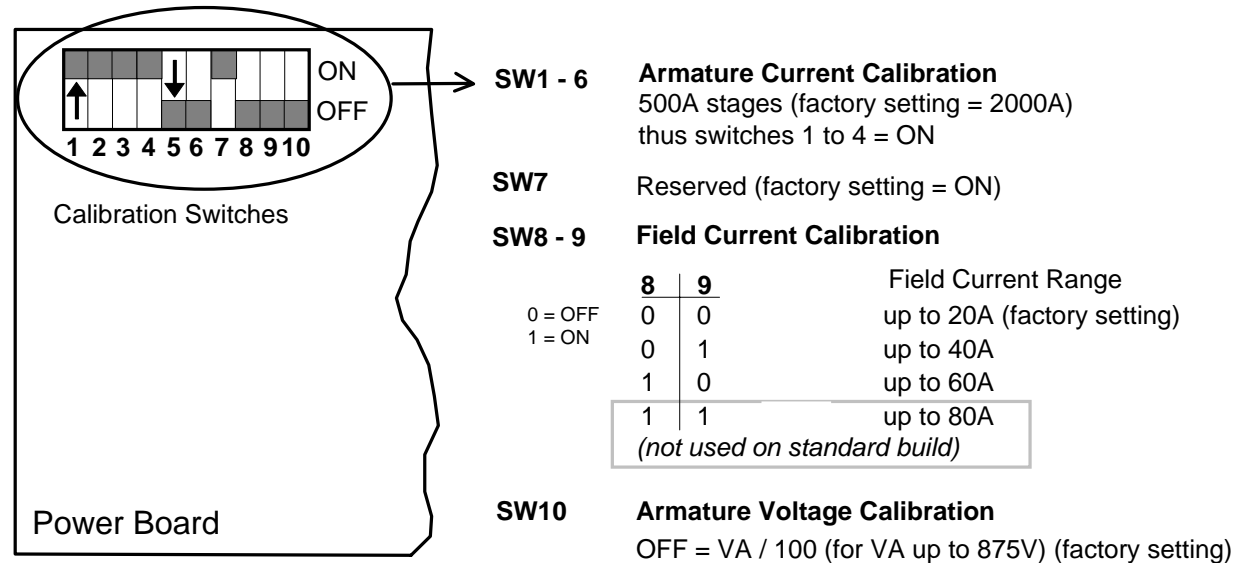 ON
OFF
1 2 3 4 5 6 7 8 9 10
Calibration Switches
Power Board
SW1 - 6 Armature Current Calibration
500A stages (factory setting = 2000A)
thus switches 1 to 4 = ON
SW7 Reserved (factory setting = ON)
SW8 - 9 Field Current Calibration
8 9 Field Current Range
0 = OFF
1 = ON
0 0 up to 20A (factory setting)
0 1 up to 40A
1 0 up to 60A
1 1 up to 80A
(not used on standard build)
SW10 Armature Voltage Calibration
OFF = VA / 100 (for VA up to 875V) (factory setting)